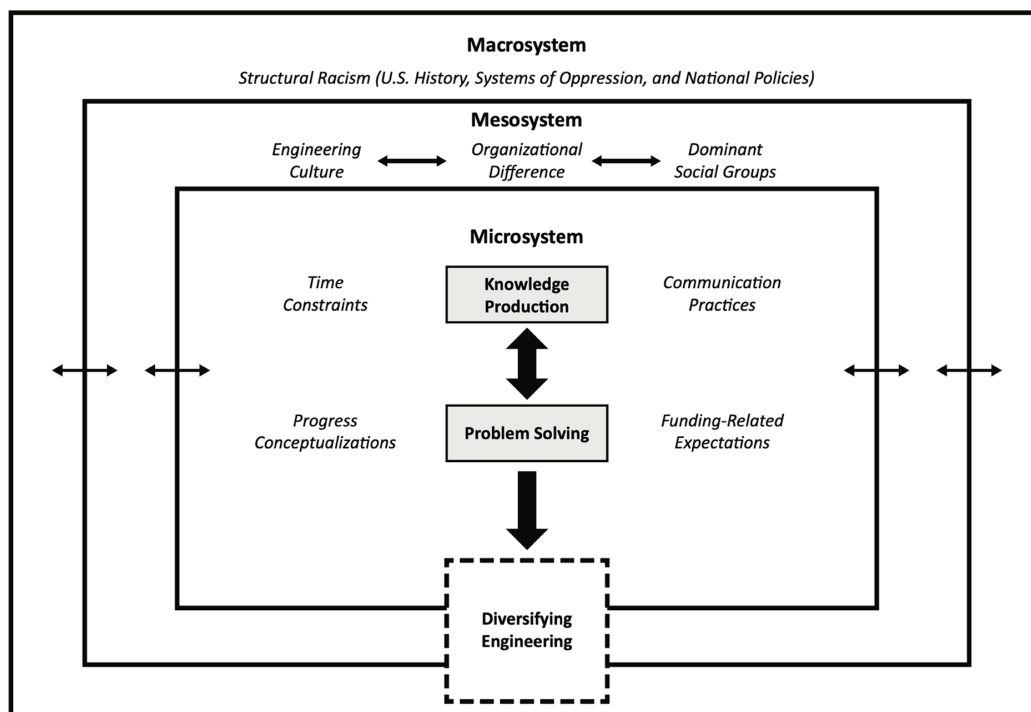 Macrosystem
Structural Racism (U.S. History, Systems of Oppression, and National Policies)
Mesosystem
Engineering
Culture
Organizational
Difference
Dominant
Social Groups
Microsystem
Time
Constraints
Knowledge
Production
Communication
Practices
Progress
Conceptualizations
Problem Solving
Funding-Related
Expectations
Diversifying
Engineering